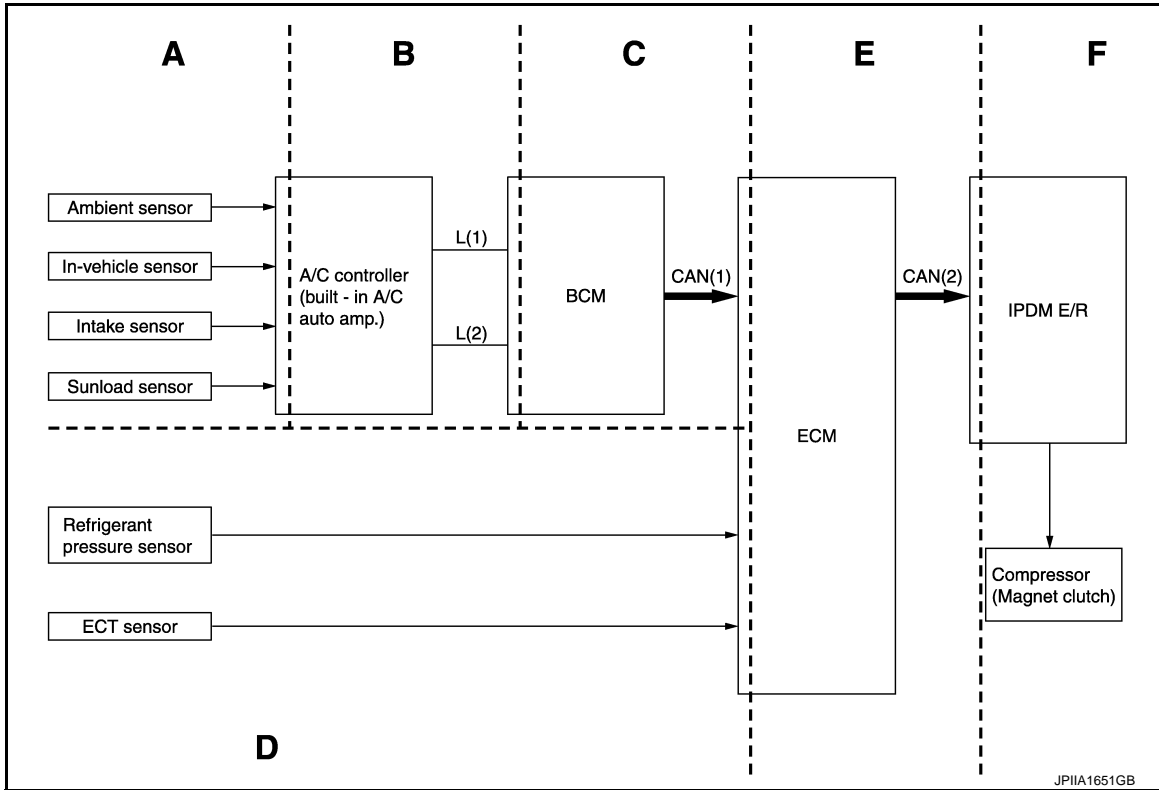 A
B
C
E
F
Ambient sensor
In-vehicle sensor
Intake sensor
Sunload sensor
A/C controller
(built - in A/C
auto amp.)
L(1)
L(2)
BCM
CAN(1)
ECM
CAN(2)
IPDM E/R
Refrigerant
pressure sensor
ECT sensor
Compressor
(Magnet clutch)
D
JPIIA1651GB